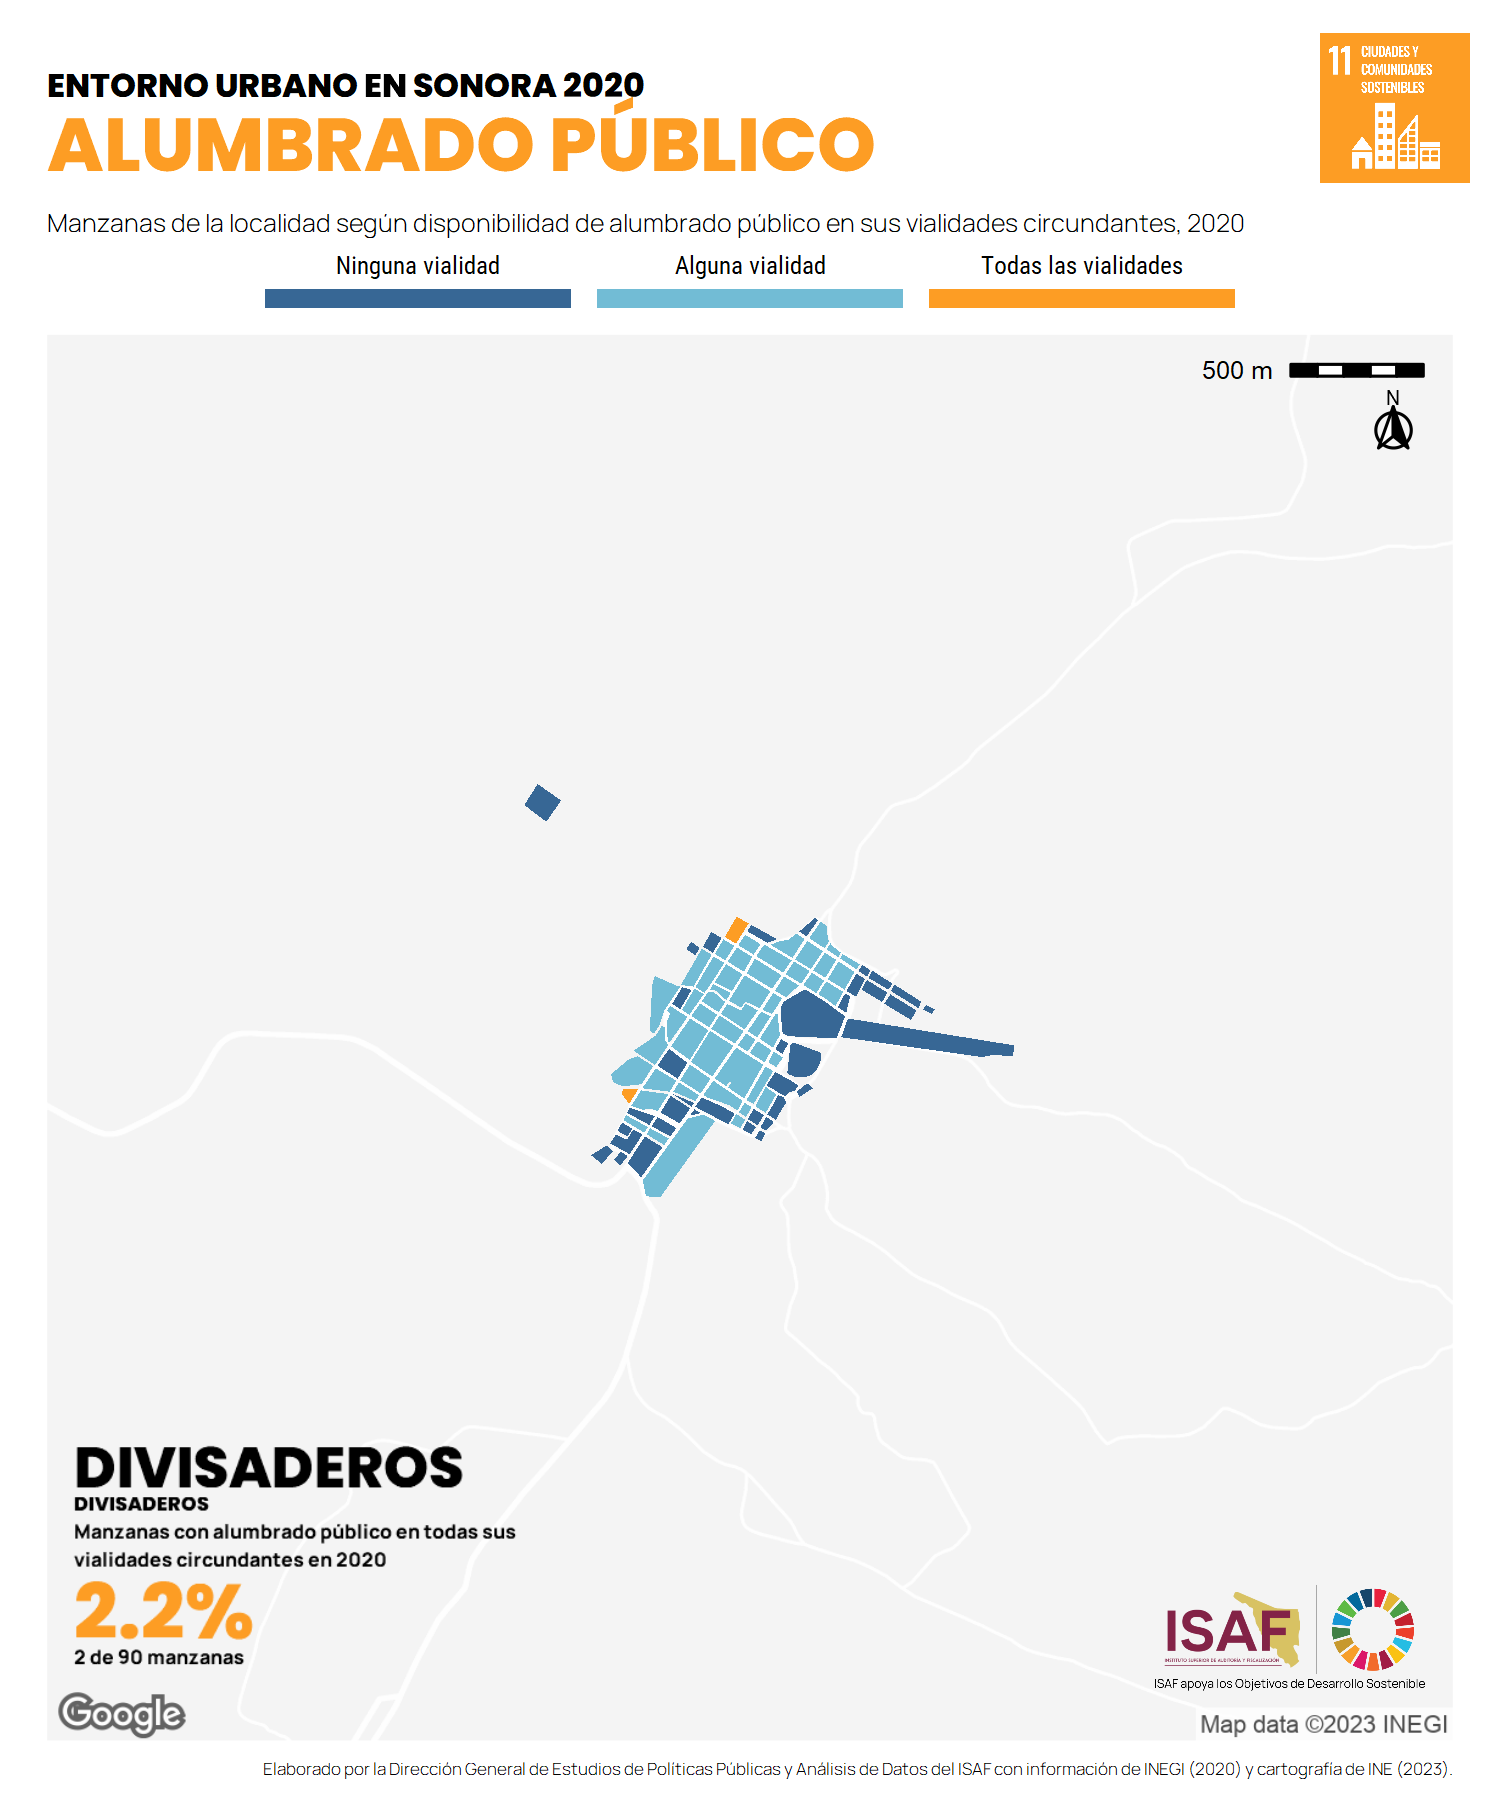 ENTORNO URBANO EN SONORA 2020
ALUMBRADO PÚBLICO
11 CIUDADES Y
COMUNIDADES
SOSTENIBLES
Manzanas de la localidad según disponibilidad de alumbrado público en sus vialidades circundantes, 2020
Ninguna vialidad Alguna vialidad Todas las vialidades
500 m
N
DIVISADEROS
DIVISADEROS
Manzanas con alumbrado público en todas sus
vialidades circundantes en 2020
2.2%
2 de 90 manzanas
ISAF
INSTITUTO SUPERIOR DE AUDITORÍA Y FISCALIZACIÓN
ISAF apoya los Objetivos de Desarrollo Sostenible
Google
Map data ©2023 INEGI
Elaborado por la Dirección General de Estudios de Políticas Públicas y Análisis de Datos del ISAF con información de INEGI (2020) y cartografía de INE (2023).